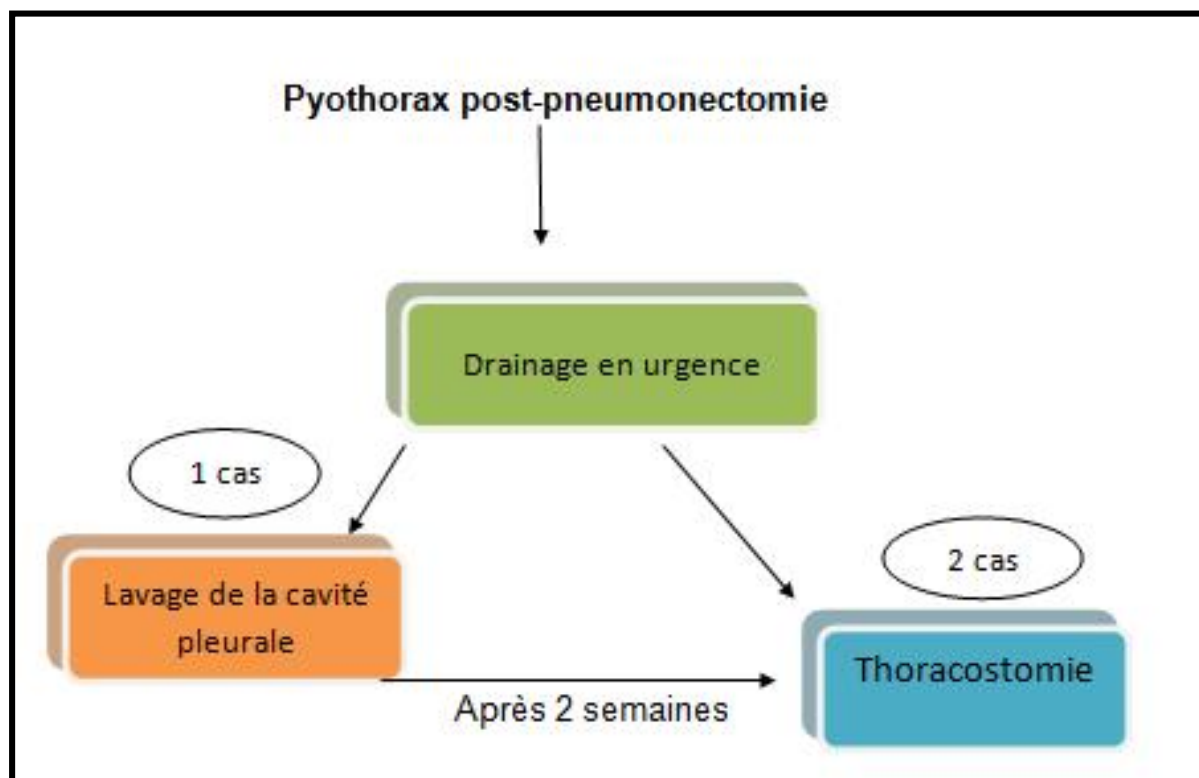 Pyothorax post-pneumonectomie
Drainage en urgence
1 cas
2 cas
Lavage de la cavité
pleurale
Thoracostomie
Après 2 semaines